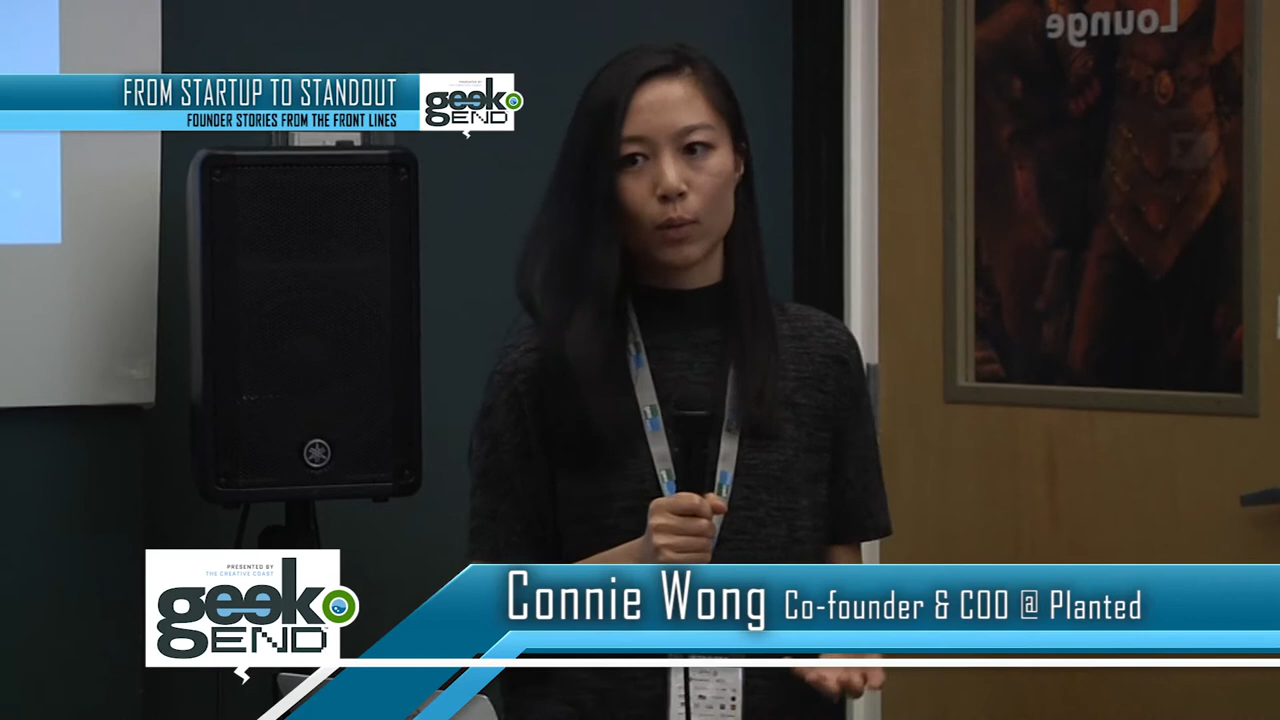 Lounge
FROM STARTUP TO STANDOUT
FOUNDER STORIES FROM THE FRONT LINES
geek
END
PRESENTED BY
THE CREATIVE COAST
geek
END
Connie Wong Co-founder & COO @ Planted